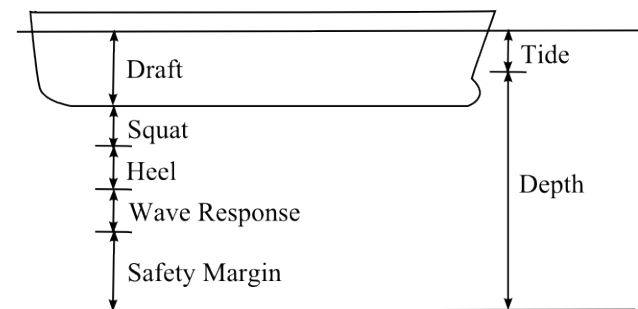 Draft
Tide
Squat
Heel
Depth
Wave Response
Safety Margin